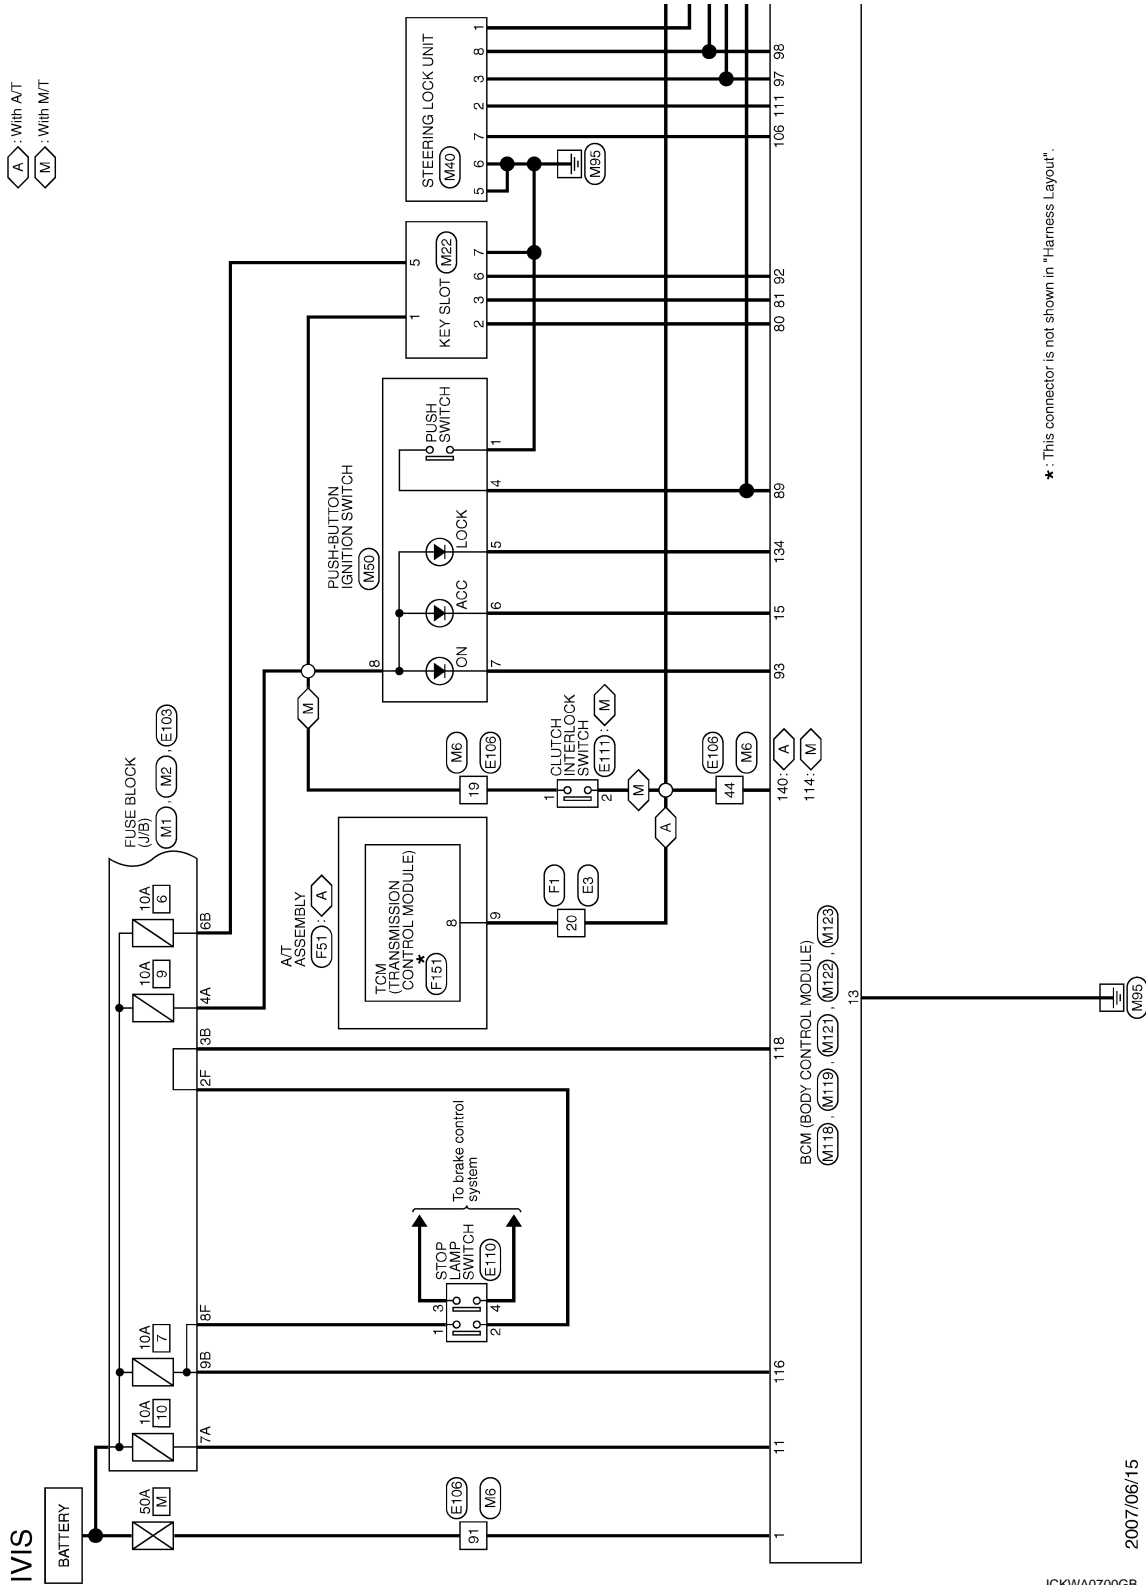 IVIS
BATTERY
50A
M
E106
M6
91
1
FUSE BLOCK
(J/B)
M1 , M2 , E103
10A
10
7A
11
10A
7
9B
8F
116
1
3
2
4
STOP
LAMP
SWITCH
E110
To brake control
system
2F
3B
118
10A
9
4A
10A
6
6B
A/T
ASSEMBLY
F51 : A
TCM
(TRANSMISSION
CONTROL MODULE)
*
F151
8
9
F1
20
E3
A
M
M6
19
E106
1
2
CLUTCH
INTERLOCK
SWITCH
E111 : M
M
E106
44
M6
140 : A
114 : M
PUSH-BUTTON
IGNITION SWITCH
M50
8
ON
ACC
LOCK
PUSH
SWITCH
7
6
5
4
1
93
15
134
89
KEY SLOT
M22
1
5
2
3
6
7
80
81
92
STEERING LOCK UNIT
M40
5
6
7
2
3
8
1
M95
106
111
97
98
BCM (BODY CONTROL MODULE)
M118 , M119 , M121 , M122 , M123
13
M95
A : With A/T
M : With M/T
* : This connector is not shown in "Harness Layout".
2007/06/15
JCKWA0700GB